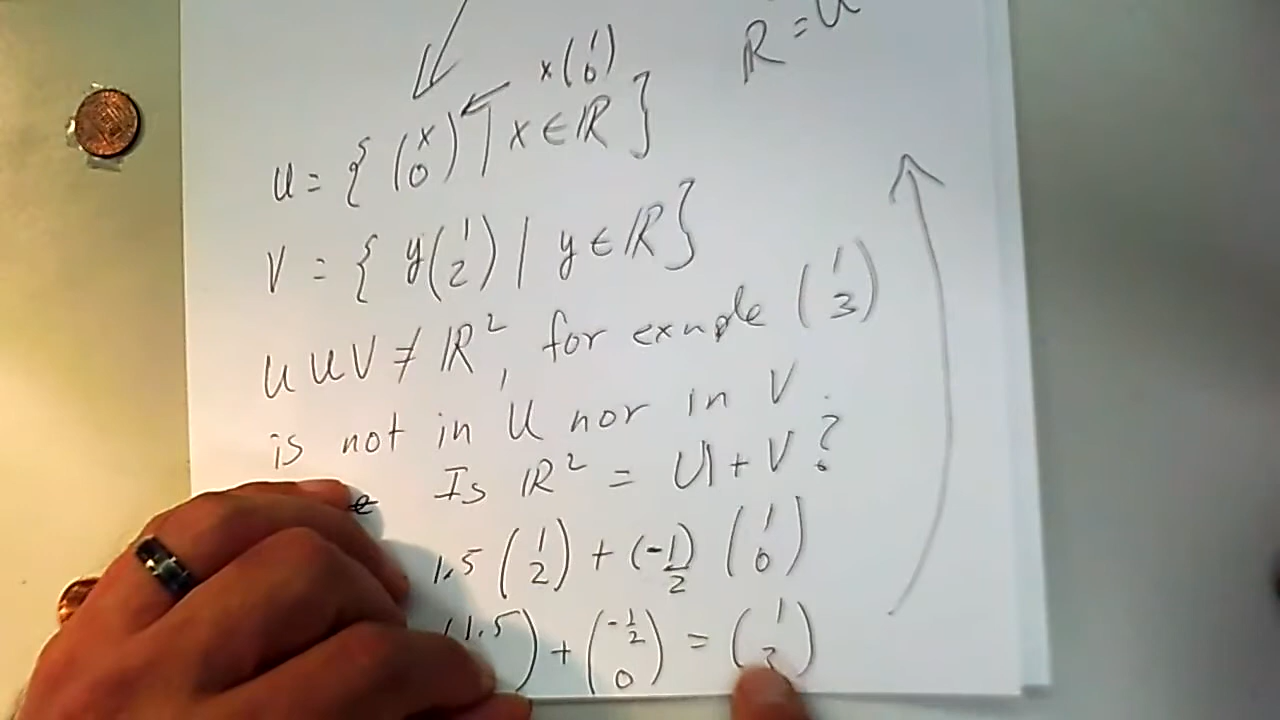 R = U
x(1 0)
U = { (x 0) | x ∈ ℝ }
V = { y(1 2) | y ∈ ℝ }
U ∪ V ≠ ℝ², for exmple (1 3)
is not in U nor in V.
Is ℝ² = U + V ?
1.5 (1 2) + (-1/2) (1 0)
(1.5 ) + (-1/2 0) = (1 3)